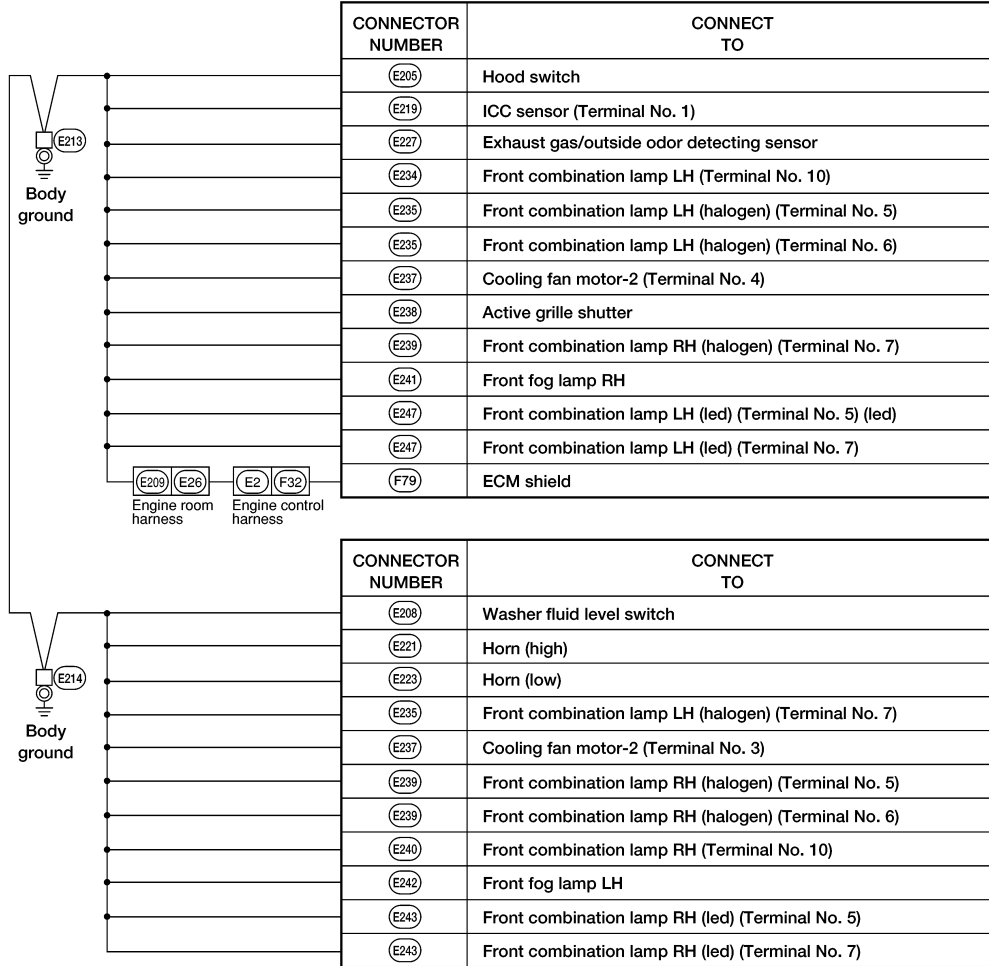 CONNECTOR NUMBER CONNECT TO
E205 Hood switch
E219 ICC sensor (Terminal No. 1)
E213
E227 Exhaust gas/outside odor detecting sensor
E234 Front combination lamp LH (Terminal No. 10)
Body ground
E235 Front combination lamp LH (halogen) (Terminal No. 5)
E235 Front combination lamp LH (halogen) (Terminal No. 6)
E237 Cooling fan motor-2 (Terminal No. 4)
E238 Active grille shutter
E239 Front combination lamp RH (halogen) (Terminal No. 7)
E241 Front fog lamp RH
E247 Front combination lamp LH (led) (Terminal No. 5) (led)
E247 Front combination lamp LH (led) (Terminal No. 7)
E209 E26 E2 F32 F79 ECM shield
Engine room harness
Engine control harness
CONNECTOR NUMBER CONNECT TO
E208 Washer fluid level switch
E221 Horn (high)
E214
E223 Horn (low)
E235 Front combination lamp LH (halogen) (Terminal No. 7)
Body ground
E237 Cooling fan motor-2 (Terminal No. 3)
E239 Front combination lamp RH (halogen) (Terminal No. 5)
E239 Front combination lamp RH (halogen) (Terminal No. 6)
E240 Front combination lamp RH (Terminal No. 10)
E242 Front fog lamp LH
E243 Front combination lamp RH (led) (Terminal No. 5)
E243 Front combination lamp RH (led) (Terminal No. 7)